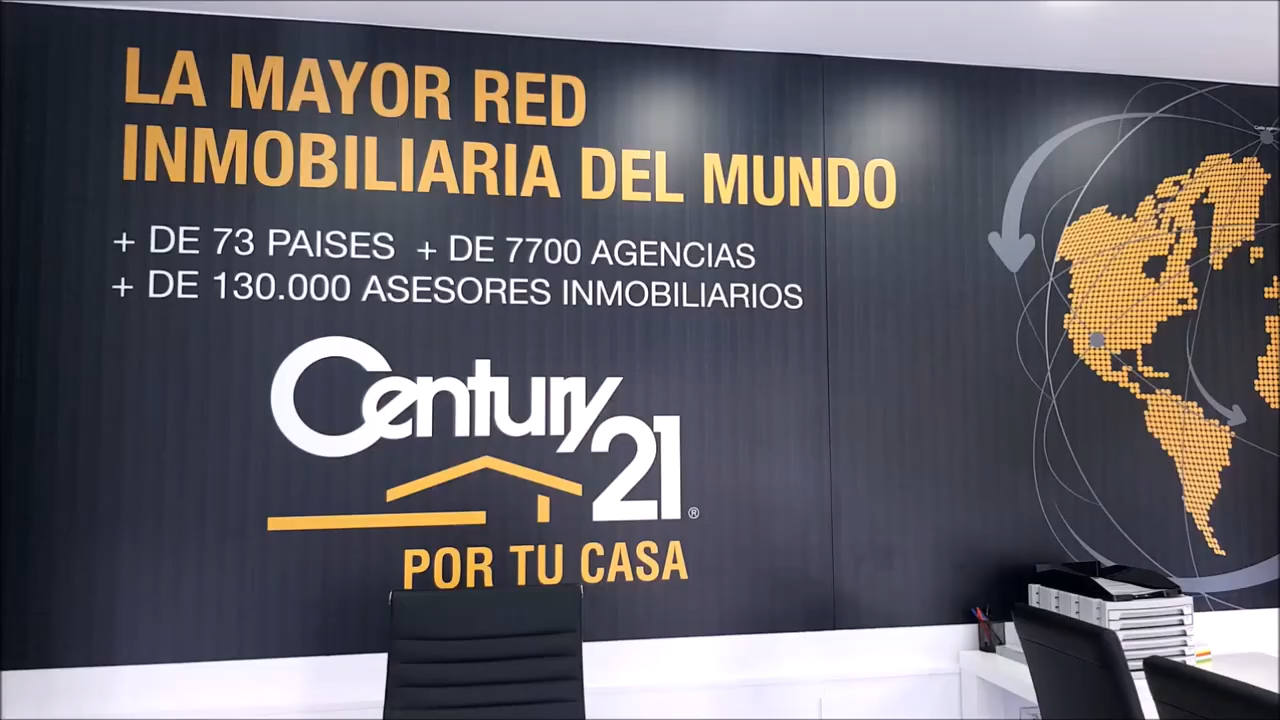 LA MAYOR RED
INMOBILIARIA DEL MUNDO
+ DE 73 PAISES + DE 7700 AGENCIAS
+ DE 130.000 ASESORES INMOBILIARIOS
Century
21®
POR TU CASA